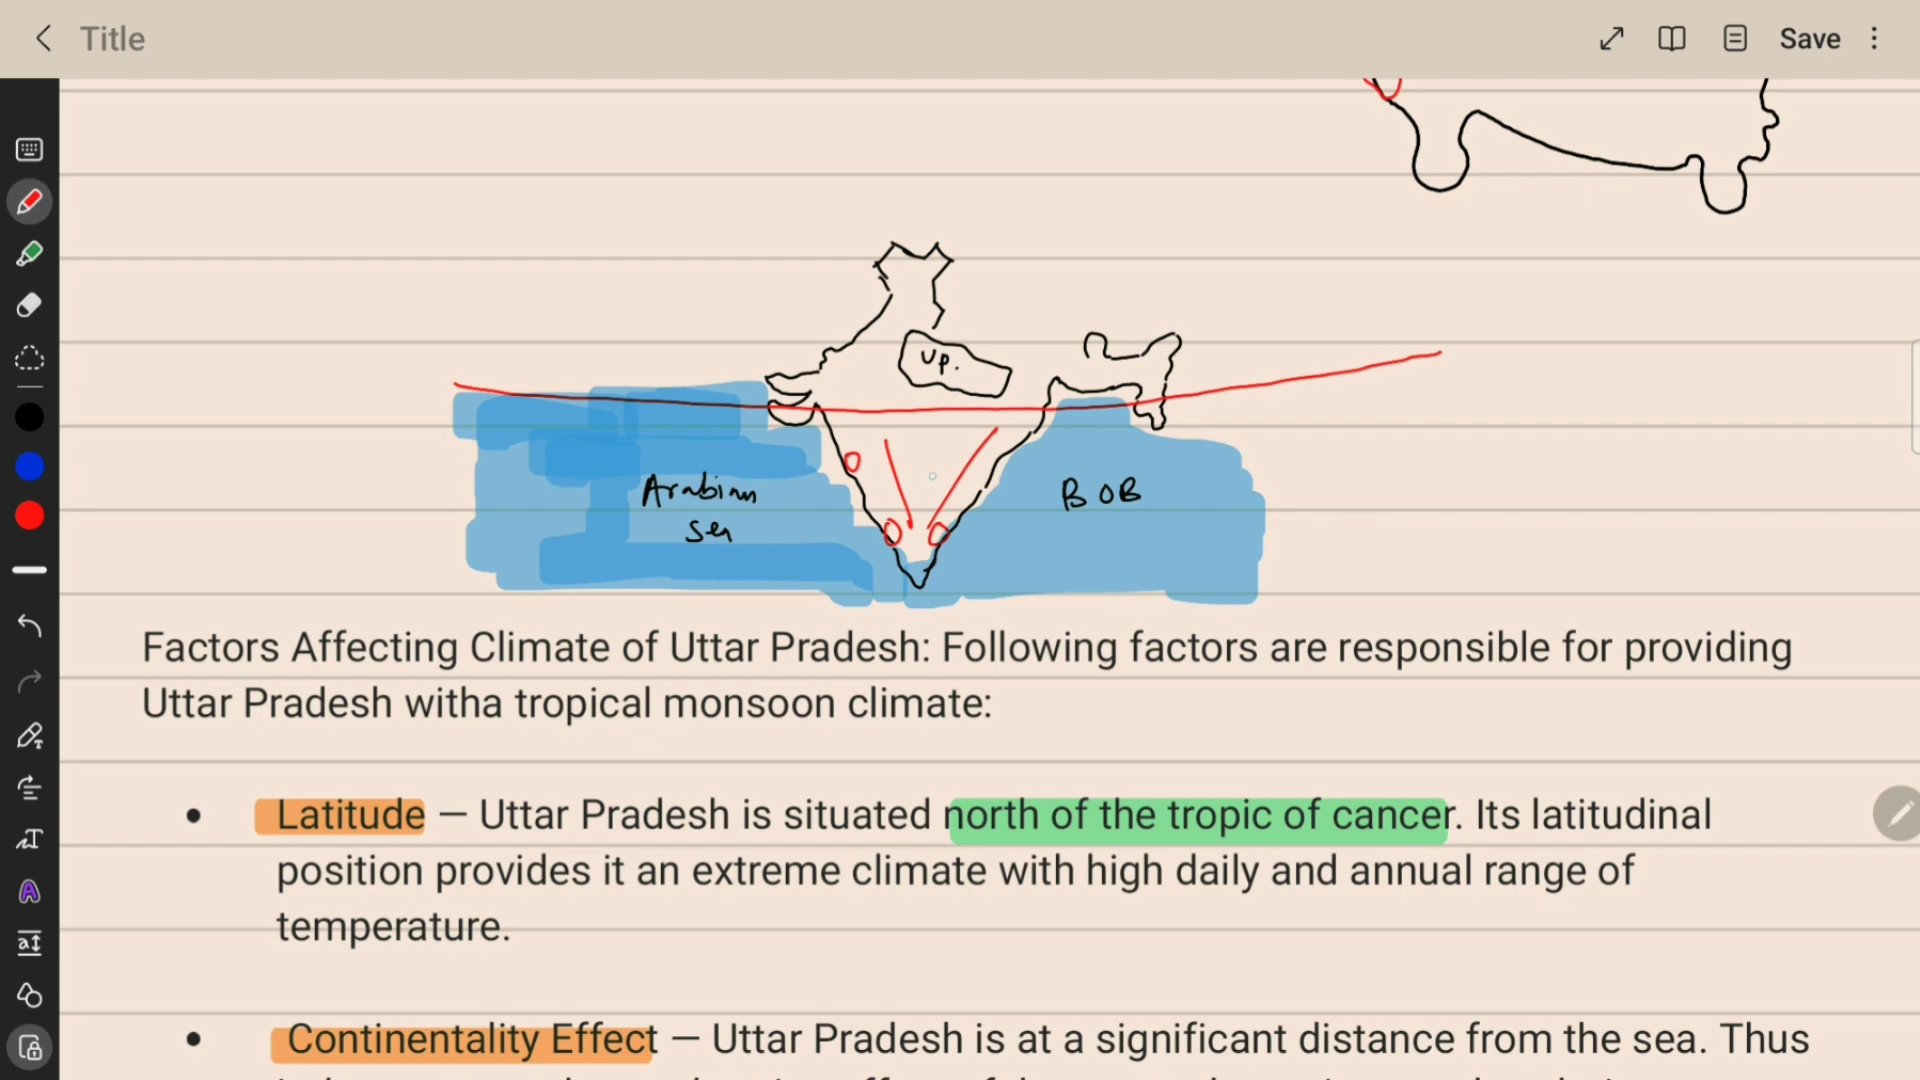 Title
Save
UP.
Arabian
sea
BOB
Factors Affecting Climate of Uttar Pradesh: Following factors are responsible for providing
Uttar Pradesh witha tropical monsoon climate:
• Latitude — Uttar Pradesh is situated north of the tropic of cancer. Its latitudinal
position provides it an extreme climate with high daily and annual range of
temperature.
• Continentality Effect — Uttar Pradesh is at a significant distance from the sea. Thus